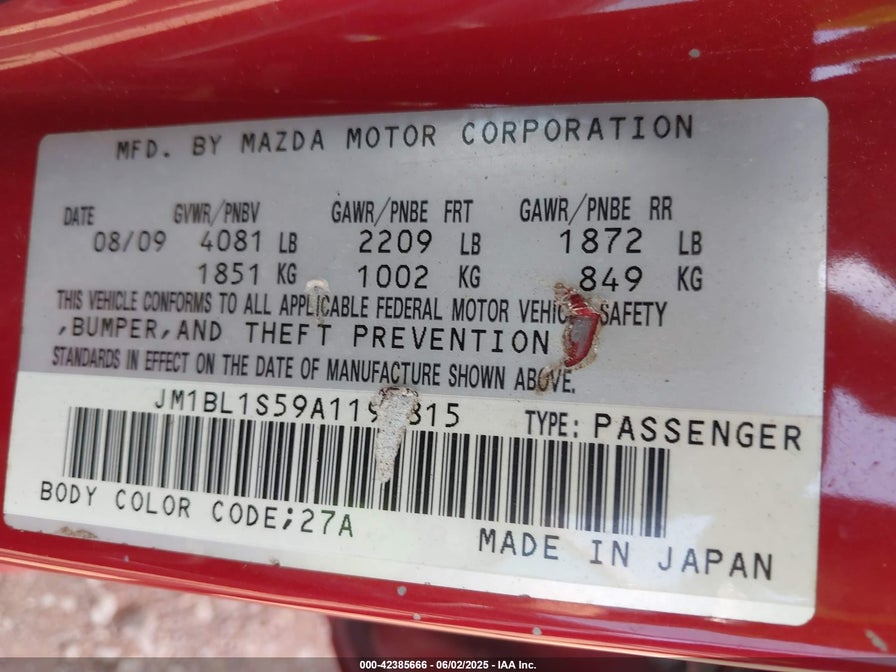 MFD. BY MAZDA MOTOR CORPORATION
DATE GVWR/PNBV GAWR/PNBE FRT GAWR/PNBE RR
08/09 4081 LB 2209 LB 1872 LB
1851 KG 1002 KG 849 KG
THIS VEHICLE CONFORMS TO ALL APPLICABLE FEDERAL MOTOR VEHICLE SAFETY
,BUMPER,AND THEFT PREVENTION
STANDARDS IN EFFECT ON THE DATE OF MANUFACTURE SHOWN ABOVE.
TYPE: PASSENGER
BODY COLOR CODE;27A
MADE IN JAPAN
000-42385666 - 06/02/2025 - IAA Inc.